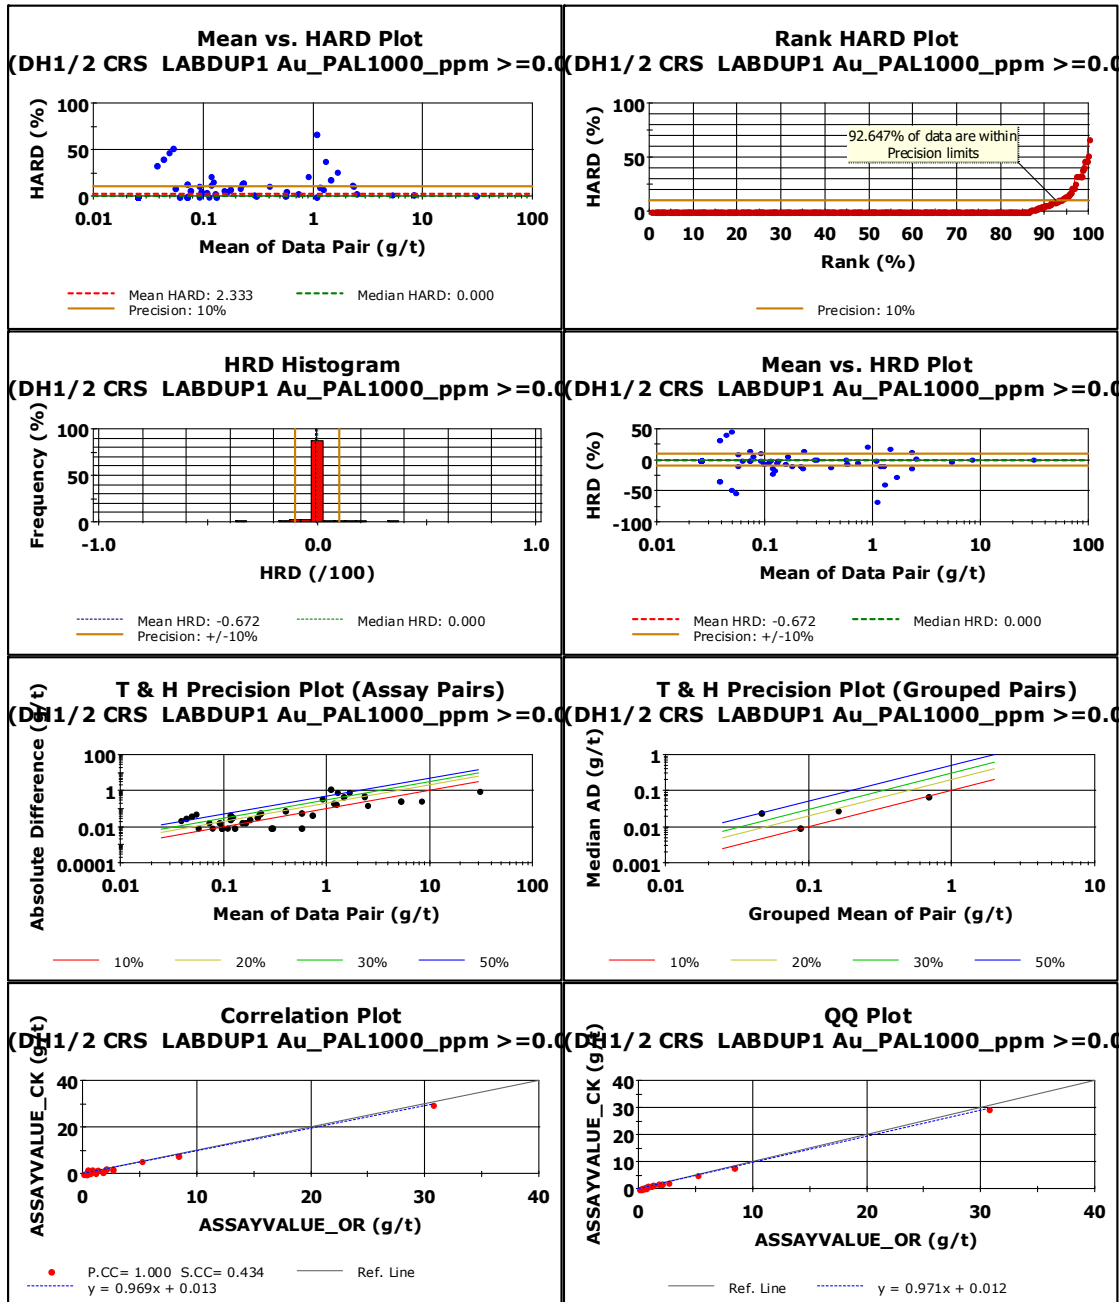 Mean vs. HARD Plot
(DH1/2 CRS LABDUP1 Au_PAL1000_ppm >=0.0
HARD (%)
100
50
0
0.01 0.1 1 10 100
Mean of Data Pair (g/t)
Mean HARD: 2.333 Median HARD: 0.000
Precision: 10%
Rank HARD Plot
(DH1/2 CRS LABDUP1 Au_PAL1000_ppm >=0.0
HARD (%)
100
50
0
92.647% of data are within
Precision limits
0 10 20 30 40 50 60 70 80 90 100
Rank (%)
Precision: 10%
HRD Histogram
(DH1/2 CRS LABDUP1 Au_PAL1000_ppm >=0.0
Frequency (%)
100
50
0
-1.0 0.0 1.0
HRD (/100)
Mean HRD: -0.672 Median HRD: 0.000
Precision: +/-10%
Mean vs. HRD Plot
(DH1/2 CRS LABDUP1 Au_PAL1000_ppm >=0.0
HRD (%)
50
0
-50
-100
0.01 0.1 1 10 100
Mean of Data Pair (g/t)
Mean HRD: -0.672 Median HRD: 0.000
Precision: +/-10%
T & H Precision Plot (Assay Pairs)
(DH1/2 CRS LABDUP1 Au_PAL1000_ppm >=0.0
Absolute Difference (g/t)
100
1
0.01
0.0001
0.01 0.1 1 10 100
Mean of Data Pair (g/t)
10% 20% 30% 50%
T & H Precision Plot (Grouped Pairs)
(DH1/2 CRS LABDUP1 Au_PAL1000_ppm >=0.0
Median AD (g/t)
1
0.1
0.01
0.001
0.01 0.1 1 10
Grouped Mean of Pair (g/t)
10% 20% 30% 50%
Correlation Plot
(DH1/2 CRS LABDUP1 Au_PAL1000_ppm >=0.0
ASSAYVALUE_CK (g/t)
40
20
0
0 10 20 30 40
ASSAYVALUE_OR (g/t)
P.CC= 1.000 S.CC= 0.434 Ref. Line
y = 0.969x + 0.013
QQ Plot
(DH1/2 CRS LABDUP1 Au_PAL1000_ppm >=0.0
ASSAYVALUE_CK (g/t)
40
30
20
10
0
0 10 20 30 40
ASSAYVALUE_OR (g/t)
Ref. Line y = 0.971x + 0.012